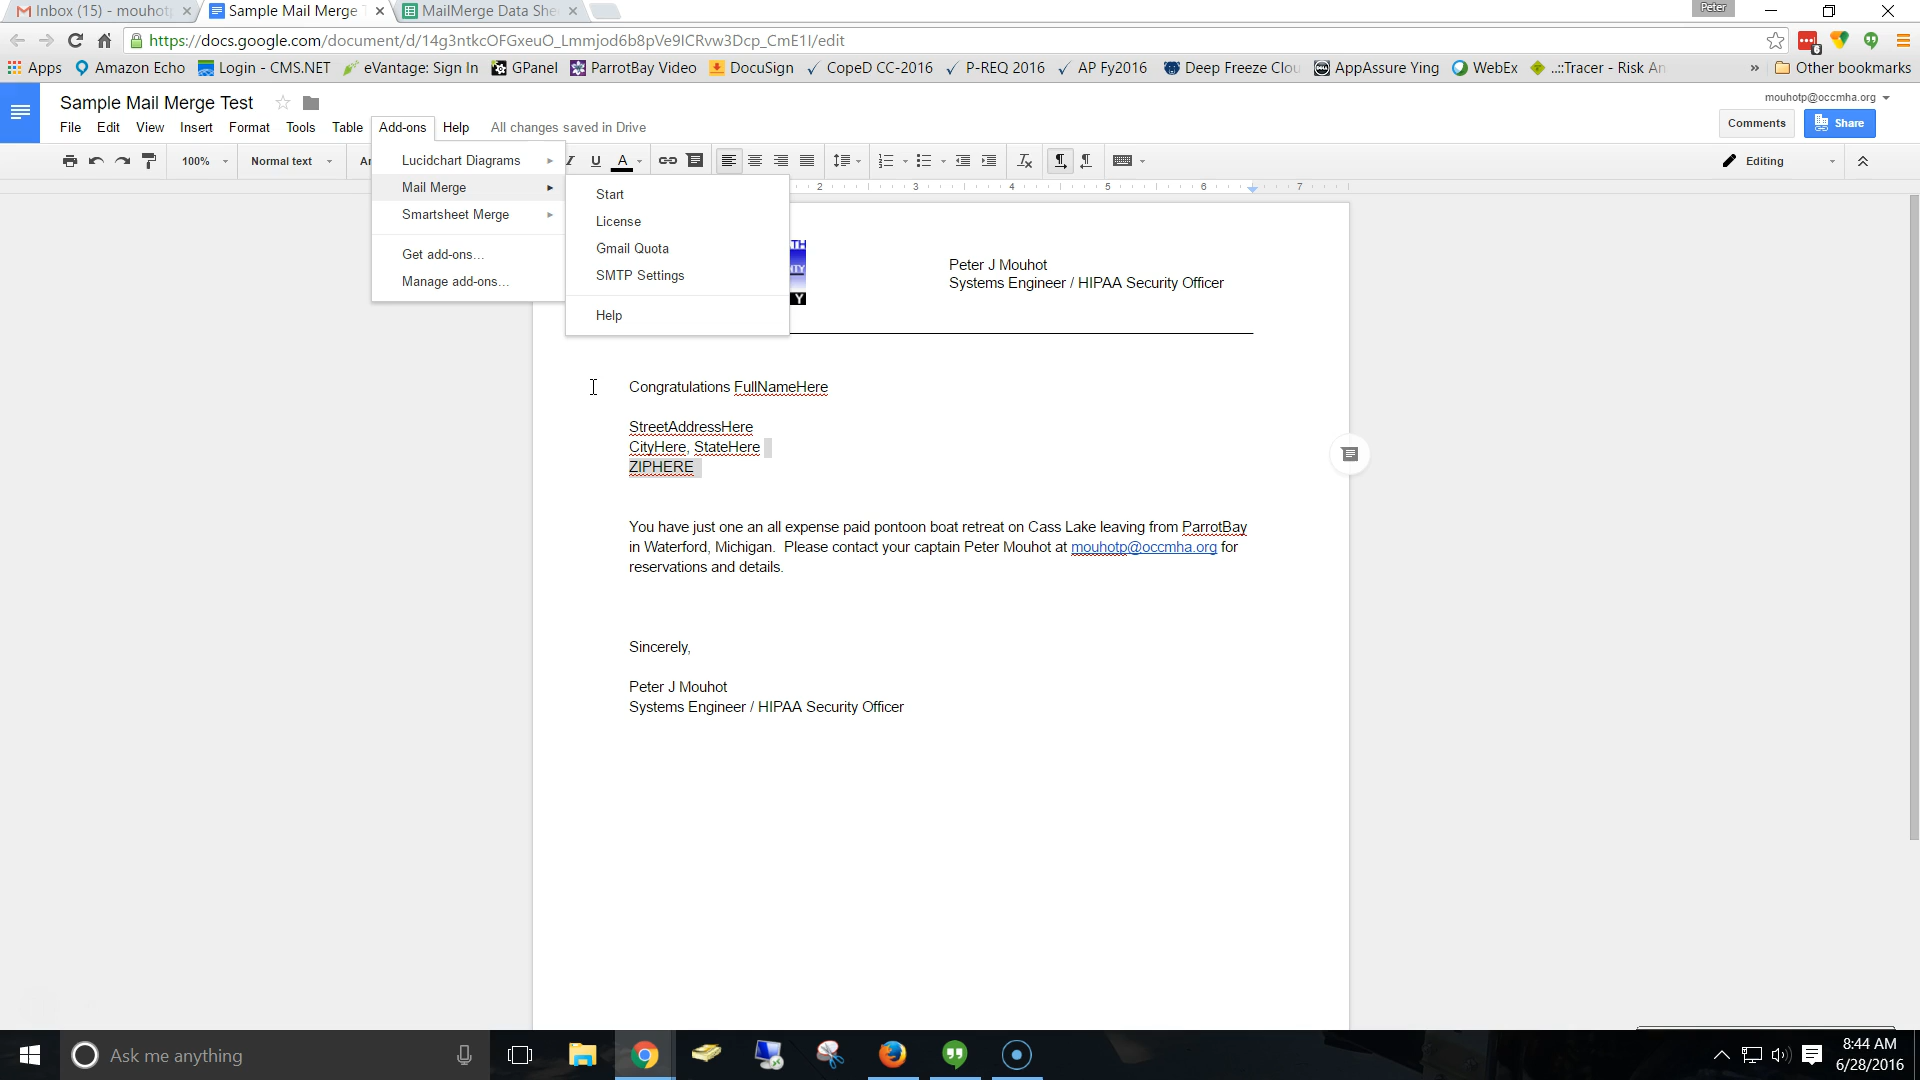 Inbox (15) - mouhot
Sample Mail Merge
MailMerge Data She
Peter
https://docs.google.com/document/d/14g3ntkcOFGxeuO_Lmmjod6b8pVe9ICRvw3Dcp_CmE1I/edit
6
Apps
Amazon Echo
Login - CMS.NET
eVantage: Sign In
GPanel
ParrotBay Video
DocuSign
CopeD CC-2016
P-REQ 2016
AP Fy2016
Deep Freeze Clou
AppAssure Ying
WebEx
..::Tracer - Risk An
»
Other bookmarks
Sample Mail Merge Test
mouhotp@occmha.org
File Edit View Insert Format Tools Table Add-ons Help All changes saved in Drive
Comments
Share
100%
Normal text
Editing
Lucidchart Diagrams
Mail Merge
Smartsheet Merge
Get add-ons...
Manage add-ons...
Start
License
Gmail Quota
SMTP Settings
Help
2 3 4 5 6 7
Peter J Mouhot
Systems Engineer / HIPAA Security Officer
Congratulations FullNameHere
StreetAddressHere
CityHere, StateHere
ZIPHERE
You have just one an all expense paid pontoon boat retreat on Cass Lake leaving from ParrotBay
in Waterford, Michigan.  Please contact your captain Peter Mouhot at mouhotp@occmha.org for
reservations and details.
Sincerely,
Peter J Mouhot
Systems Engineer / HIPAA Security Officer
Ask me anything
8:44 AM
6/28/2016